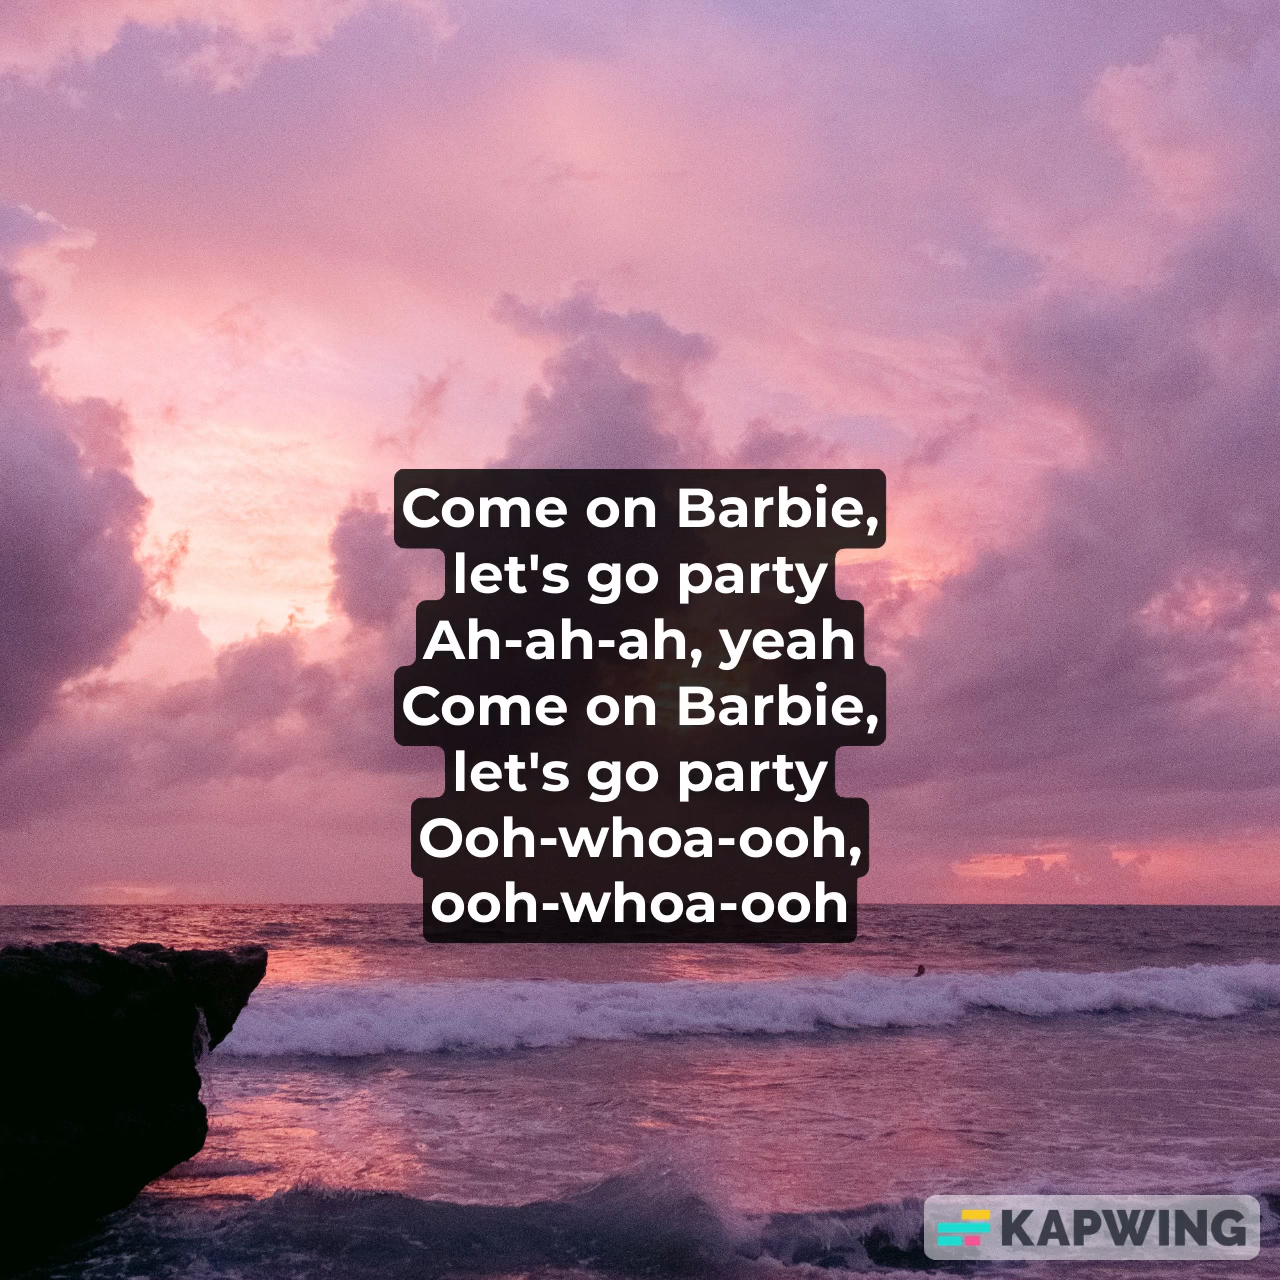 Come on Barbie,
let's go party
Ah-ah-ah, yeah
Come on Barbie,
let's go party
Ooh-whoa-ooh,
ooh-whoa-ooh
KAPWING